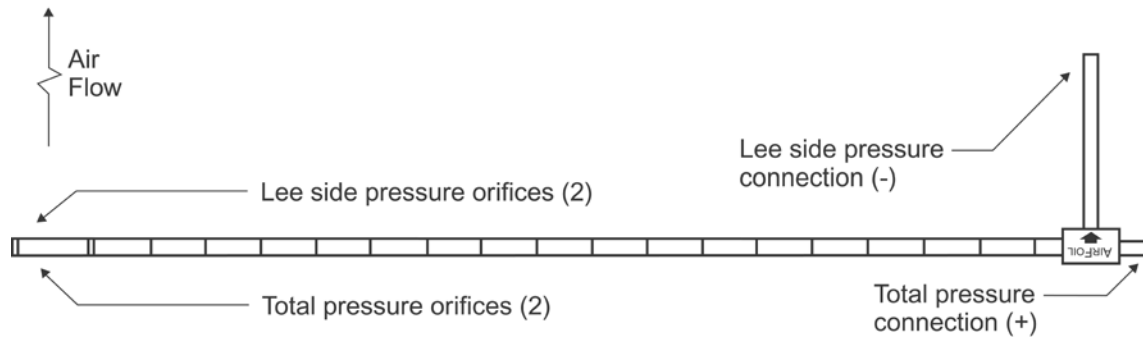 Air
Flow
Lee side pressure
connection (-)
Lee side pressure orifices (2)
AIRFOIL
Total pressure orifices (2)
Total pressure
connection (+)